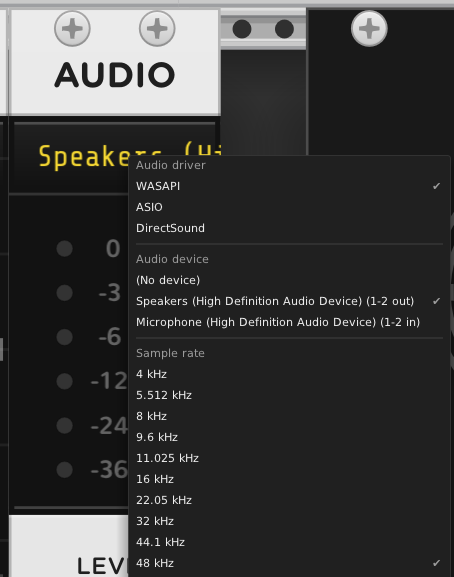 AUDIO
Speakers (Hi
Audio driver
WASAPI ✔
ASIO
DirectSound
Audio device
(No device)
Speakers (High Definition Audio Device) (1-2 out) ✔
Microphone (High Definition Audio Device) (1-2 in)
Sample rate
4 kHz
5.512 kHz
8 kHz
9.6 kHz
11.025 kHz
16 kHz
22.05 kHz
32 kHz
44.1 kHz
48 kHz ✔
0
-3
-6
-12
-24
-36
LEV